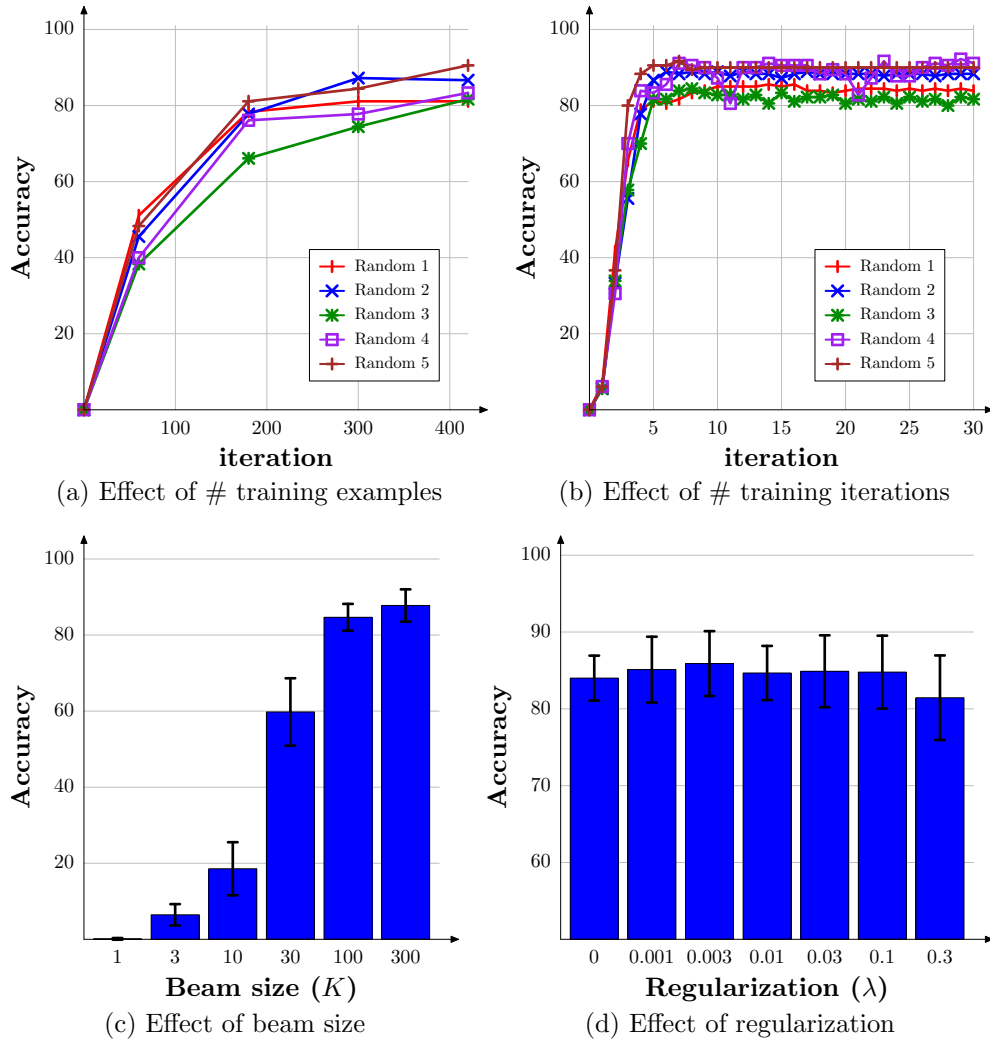 100
80
60
40
20
Accuracy
Random 1
Random 2
Random 3
Random 4
Random 5
100 200 300 400
iteration
(a) Effect of # training examples
100
80
60
40
20
Accuracy
Random 1
Random 2
Random 3
Random 4
Random 5
5 10 15 20 25 30
iteration
(b) Effect of # training iterations
100
80
60
40
20
Accuracy
1 3 10 30 100 300
Beam size (K)
(c) Effect of beam size
100
90
80
70
60
Accuracy
0 0.001 0.003 0.01 0.03 0.1 0.3
Regularization (λ)
(d) Effect of regularization